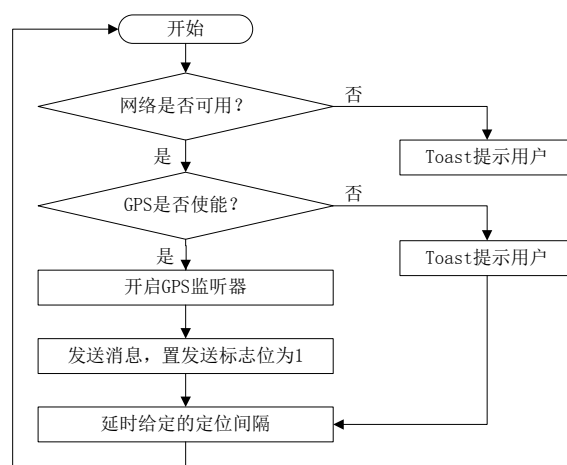 开始
网络是否可用？
否
Toast提示用户
是
GPS是否使能？
否
Toast提示用户
是
开启GPS监听器
发送消息，置发送标志位为1
延时给定的定位间隔